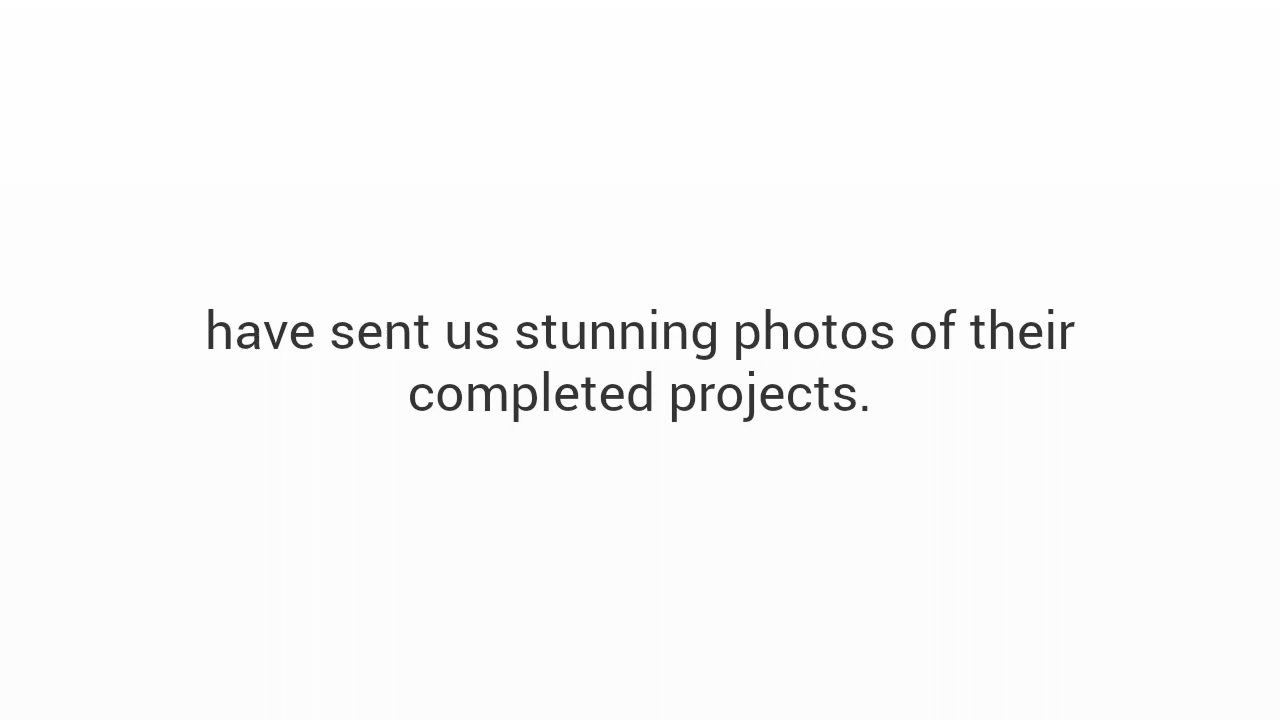 have sent us stunning photos of their
completed projects.